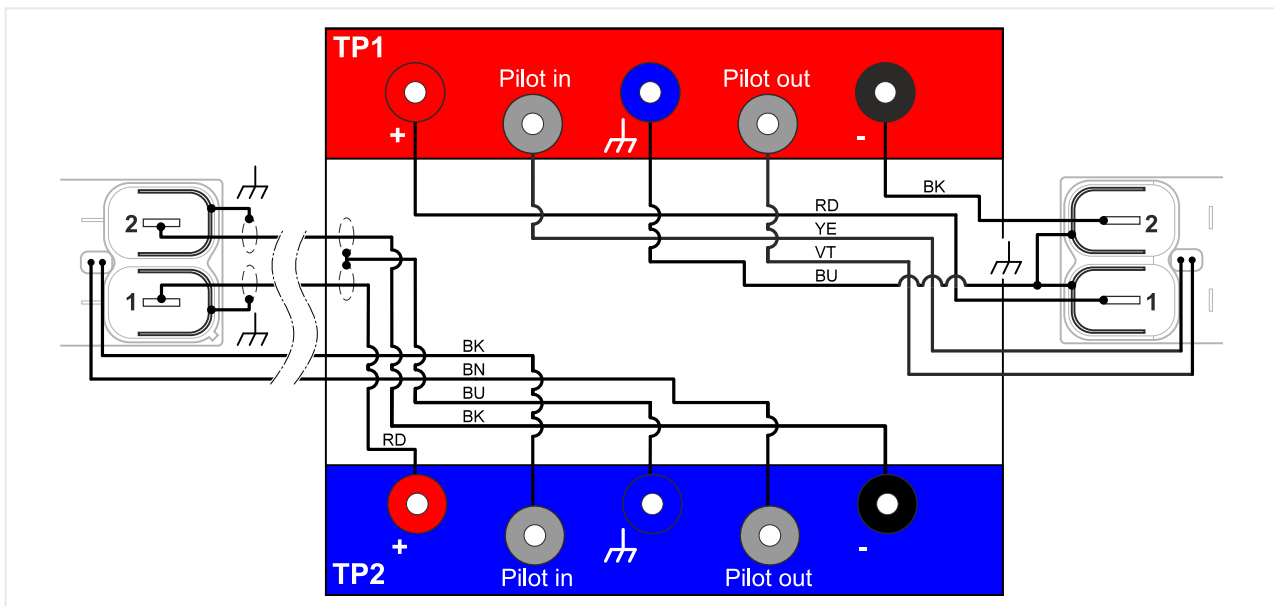 TP1
Pilot in
Pilot out
+
-
BK
RD
2
2
YE
VT
BU
1
1
BK
BN
BU
BK
RD
+
-
Pilot in
Pilot out
TP2